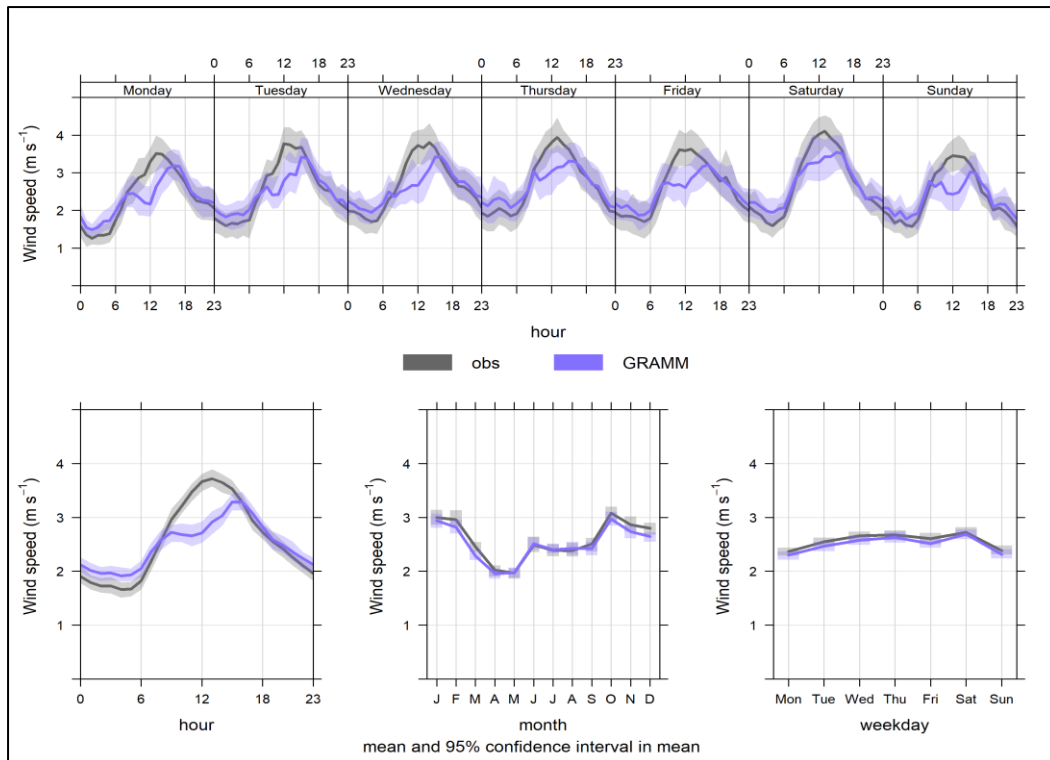 0 6 12 18 23 0 6 12 18 23 0 6 12 18 23
Monday Tuesday Wednesday Thursday Friday Saturday Sunday
Wind speed (m s⁻¹)
4
3
2
1
0 6 12 18 23 0 6 12 18 23 0 6 12 18 23 0 6 12 18 23
hour
obs GRAMM
Wind speed (m s⁻¹)
4
3
2
1
0 6 12 18 23
hour
Wind speed (m s⁻¹)
4
3
2
1
J F M A M J J A S O N D
month
Wind speed (m s⁻¹)
4
3
2
1
Mon Tue Wed Thu Fri Sat Sun
weekday
mean and 95% confidence interval in mean